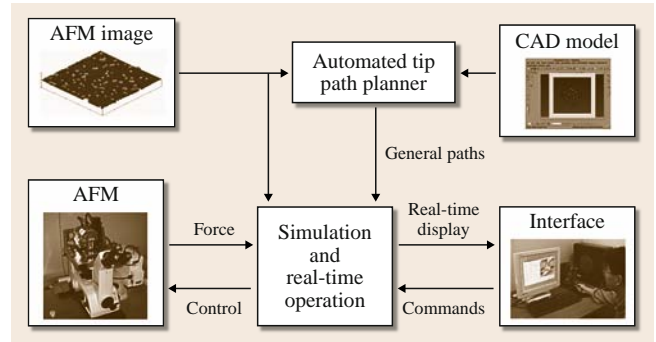 AFM image
Automated tip
path planner
CAD model
General paths
AFM
Force
Control
Simulation
and
real-time
operation
Real-time
display
Commands
Interface